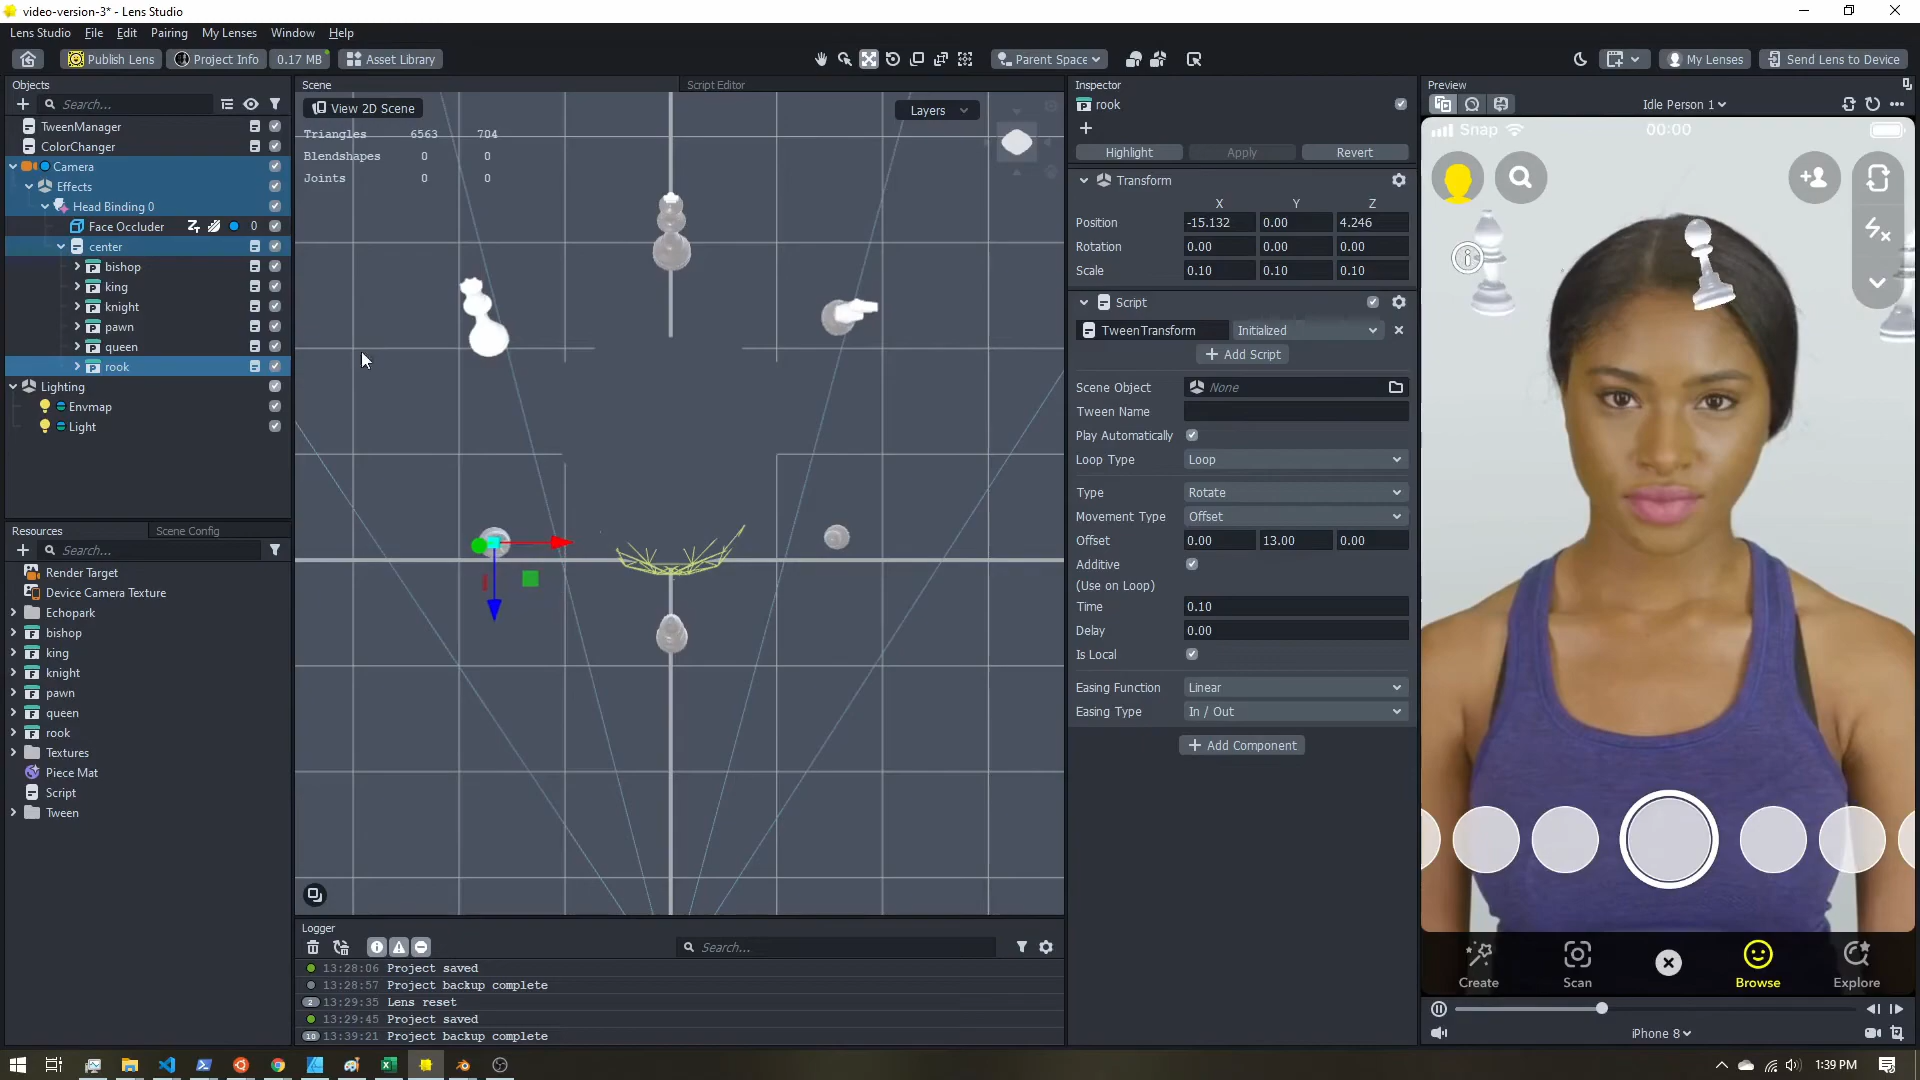 video-version-3* - Lens Studio
Lens Studio File Edit Pairing My Lenses Window Help
Publish Lens Project Info 0.17 MB Asset Library Parent Space My Lenses Send Lens to Device
Objects
Search...
TweenManager
ColorChanger
Camera
Effects
Head Binding 0
Face Occluder 0
center
bishop
king
knight
pawn
queen
rook
Lighting
Envmap
Light
Resources Scene Config
Search...
Render Target
Device Camera Texture
Echopark
bishop
king
knight
pawn
queen
rook
Textures
Piece Mat
Script
Tween
Scene Script Editor
View 2D Scene Layers
Triangles 6563 704
Blendshapes 0 0
Joints 0 0
Logger
Search...
13:28:06 Project saved
13:28:57 Project backup complete
2 13:29:35 Lens reset
13:29:45 Project saved
10 13:39:21 Project backup complete
Inspector
rook
Highlight Apply Revert
Transform
X Y Z
Position -15.132 0.00 4.246
Rotation 0.00 0.00 0.00
Scale 0.10 0.10 0.10
Script
TweenTransform Initialized
Add Script
Scene Object None
Tween Name
Play Automatically
Loop Type Loop
Type Rotate
Movement Type Offset
Offset 0.00 13.00 0.00
Additive
(Use on Loop)
Time 0.10
Delay 0.00
Is Local
Easing Function Linear
Easing Type In / Out
Add Component
Preview
Idle Person 1
Snap 00:00
Create Scan Browse Explore
iPhone 8
1:39 PM